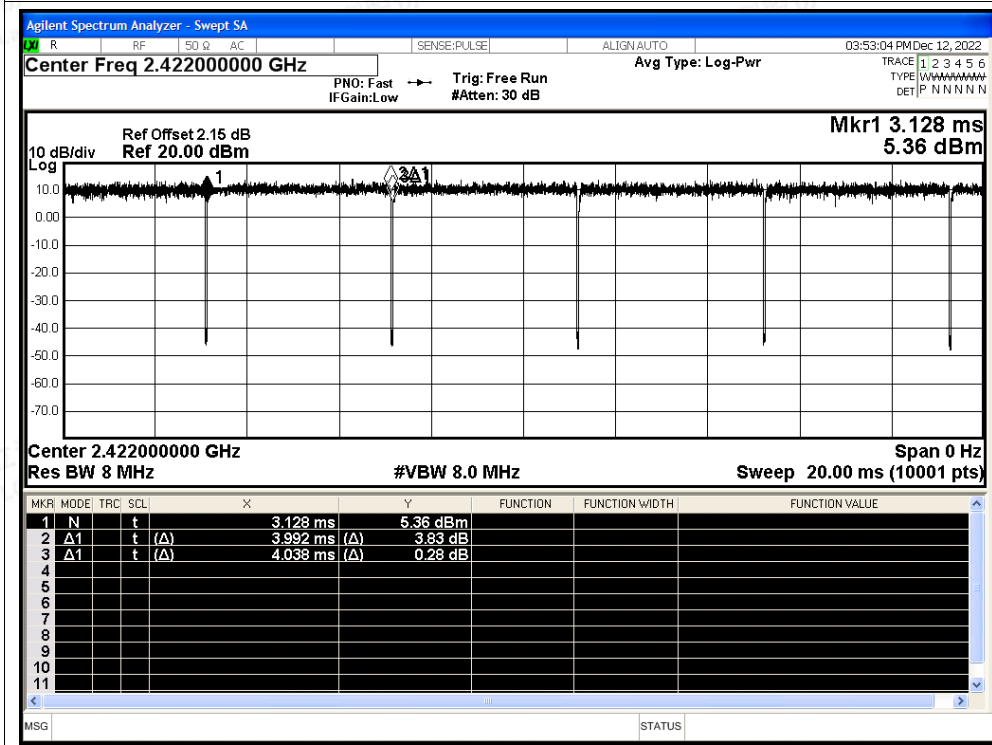 Agilent Spectrum Analyzer - Swept SA
LXI R RF 50 Ω AC SENSE:PULSE ALIGN AUTO 03:53:04 PM Dec 12, 2022
Center Freq 2.422000000 GHz
PNO: Fast
IFGain:Low
Trig: Free Run
#Atten: 30 dB
Avg Type: Log-Pwr
TRACE 1 2 3 4 5 6
TYPE W
DET P N N N N N
Mkr1 3.128 ms
5.36 dBm
Ref Offset 2.15 dB
10 dB/div Ref 20.00 dBm
Log
1
3Δ1
10.0
0.00
-10.0
-20.0
-30.0
-40.0
-50.0
-60.0
-70.0
Center 2.422000000 GHz Span 0 Hz
Res BW 8 MHz #VBW 8.0 MHz Sweep 20.00 ms (10001 pts)
MKR MODE TRC SCL X Y FUNCTION FUNCTION WIDTH FUNCTION VALUE
1 N t 3.128 ms 5.36 dBm
2 Δ1 t (Δ) 3.992 ms (Δ) 3.83 dB
3 Δ1 t (Δ) 4.038 ms (Δ) 0.28 dB
4
5
6
7
8
9
10
11
MSG STATUS